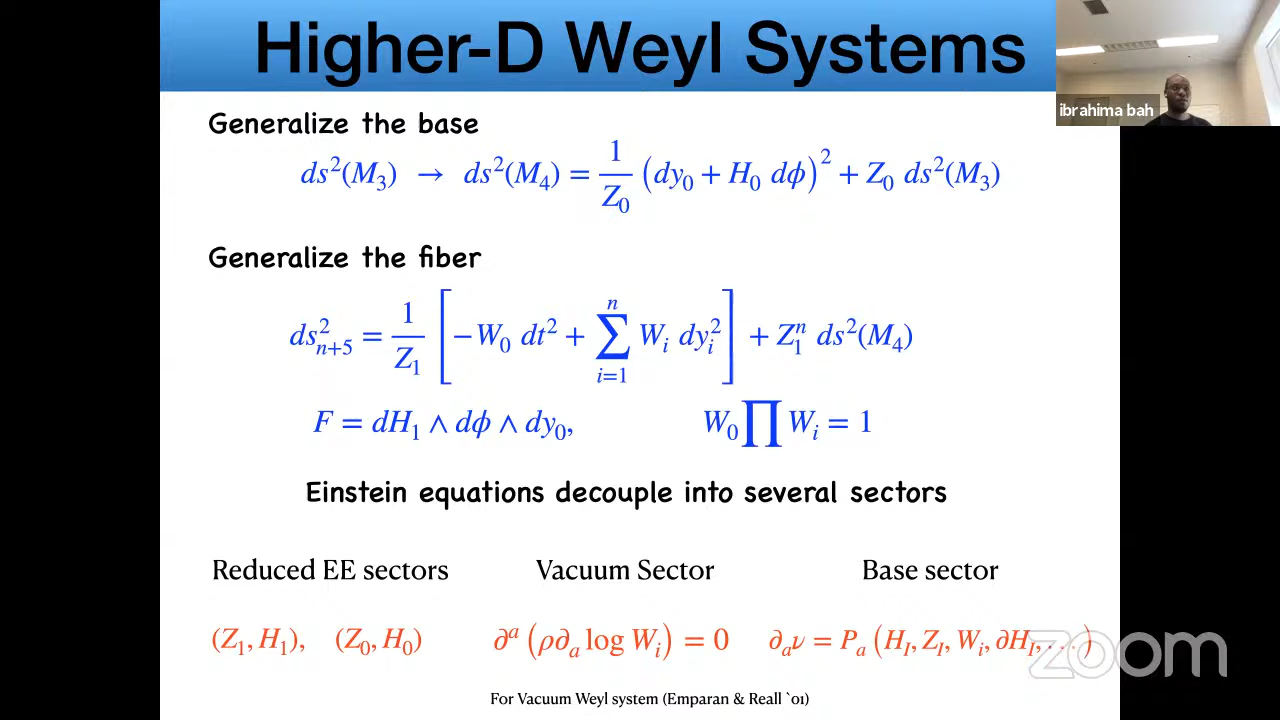 Higher-D Weyl Systems
ibrahima bah
Generalize the base
ds²(M₃) → ds²(M₄) = 1/Z₀ (dy₀ + H₀ dϕ)² + Z₀ ds²(M₃)
Generalize the fiber
ds²ₙ₊₅ = 1/Z₁ [−W₀ dt² + ∑ᵢ₌₁ⁿ Wᵢ dyᵢ²] + Z₁ⁿ ds²(M₄)
F = dH₁ ∧ dϕ ∧ dy₀, W₀ ∏ Wᵢ = 1
Einstein equations decouple into several sectors
Reduced EE sectors Vacuum Sector Base sector
(Z₁, H₁), (Z₀, H₀) ∂ᵃ (ρ∂ₐ log Wᵢ) = 0 ∂ₐν = Pₐ (H_I, Z_I, Wᵢ, ∂H_I, …)
zoom
For Vacuum Weyl system (Emparan & Reall `01)